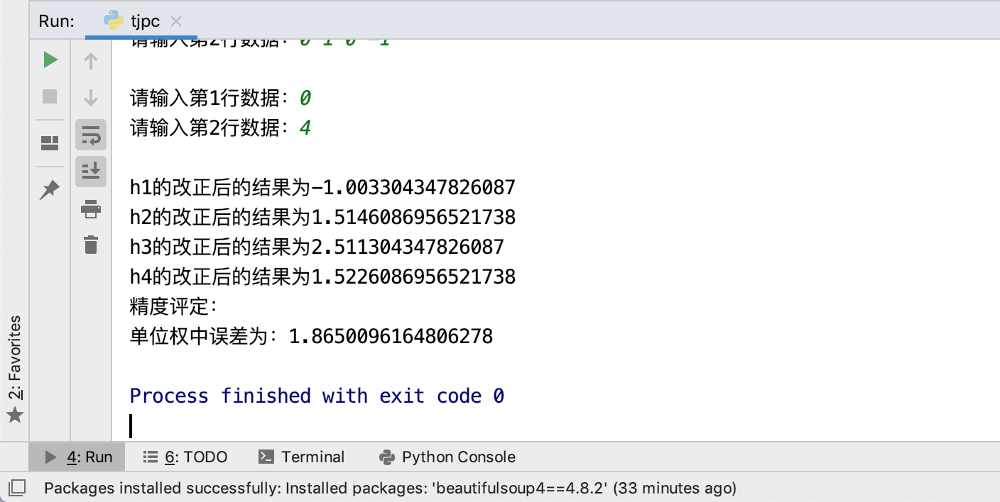 Run: tjpc
请输入第2行数据：0 1 0 -1
请输入第1行数据：0
请输入第2行数据：4
h1的改正后的结果为-1.003304347826087
h2的改正后的结果为1.5146086956521738
h3的改正后的结果为2.511304347826087
h4的改正后的结果为1.5226086956521738
精度评定：
单位权中误差为：1.8650096164806278
Process finished with exit code 0
2: Favorites
4: Run 6: TODO Terminal Python Console
Packages installed successfully: Installed packages: 'beautifulsoup4==4.8.2' (33 minutes ago)